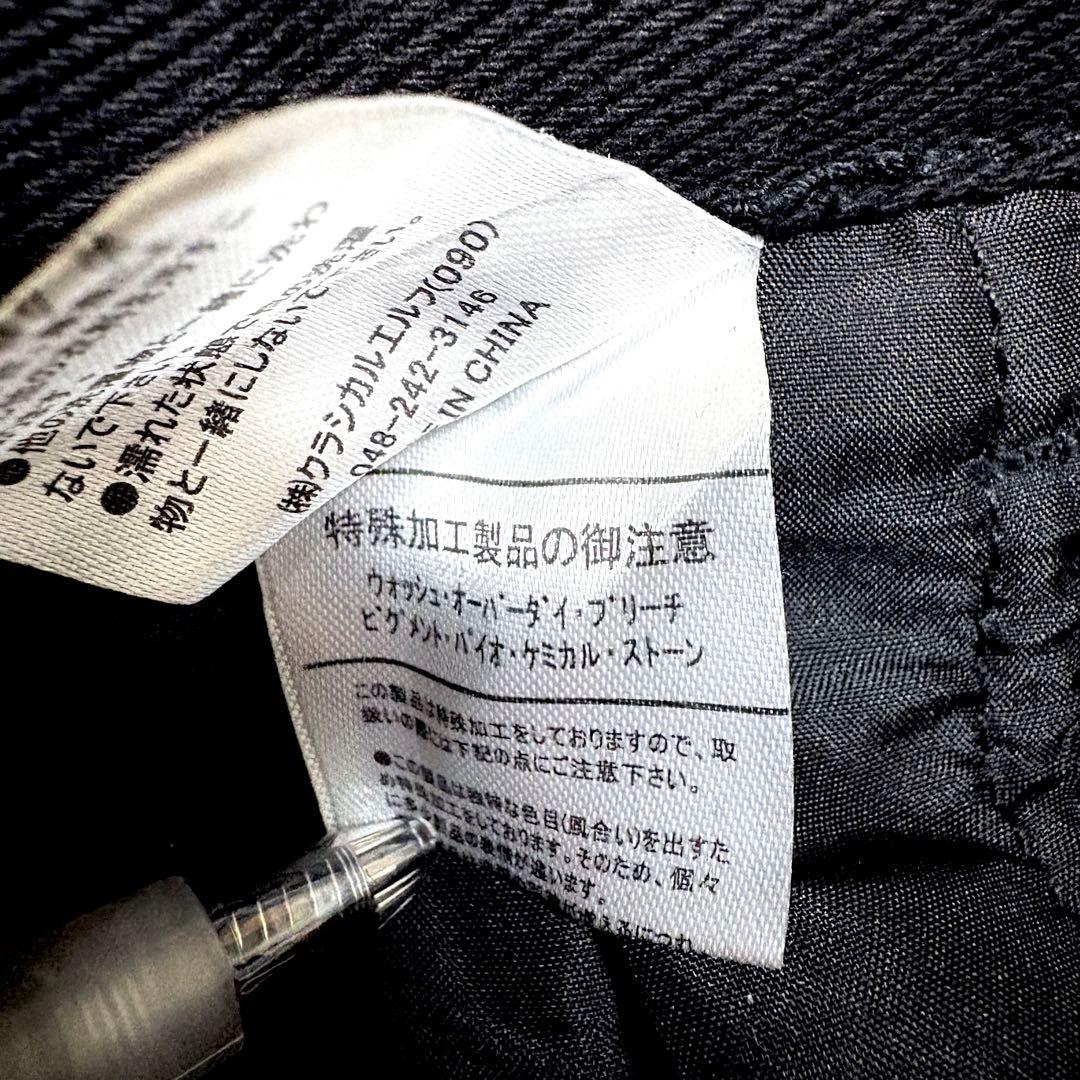 ないで下さい。
●濡れた状態で
物と一緒にしないで下さい。
㈱クラシカルエルフ(090)
048-242-3146
IN CHINA
特殊加工製品の御注意
ウォッシュ・オーバーダイ・ブリーチ
ピグメント・バイオ・ケミカル・ストーン
この製品は特殊加工をしておりますので、取
扱いの際には下記の点にご注意下さい。
●この製品は独特な色目(風合い)を出すた
め特殊加工をしております。そのため、個々
に多少製品の表情が違います。